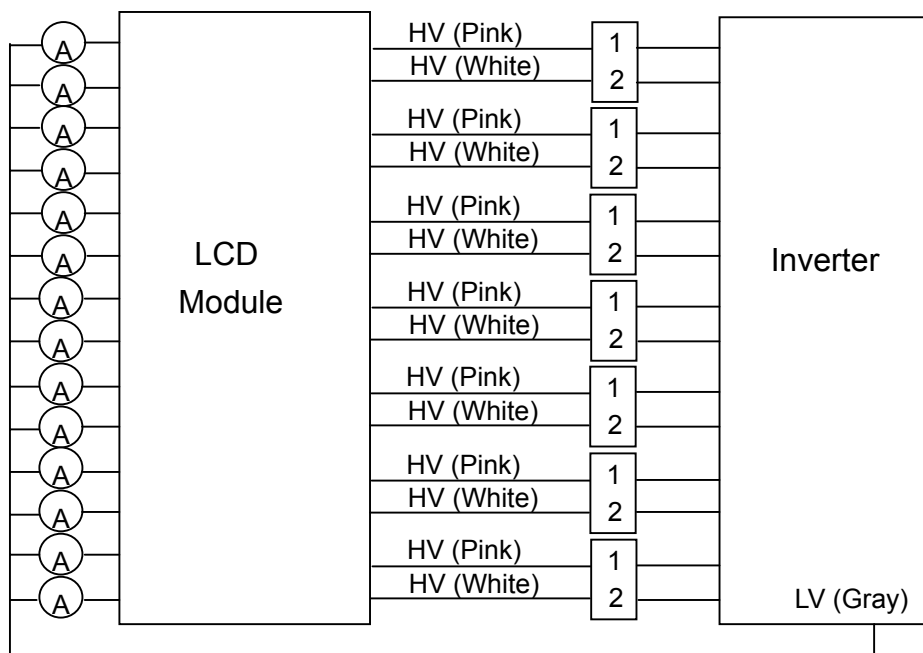 A
A
A
A
A
A
A
A
A
A
A
A
A
A
LCD
Module
HV (Pink)
HV (White)
1
2
HV (Pink)
HV (White)
1
2
HV (Pink)
HV (White)
1
2
HV (Pink)
HV (White)
1
2
HV (Pink)
HV (White)
1
2
HV (Pink)
HV (White)
1
2
HV (Pink)
HV (White)
1
2
Inverter
LV (Gray)